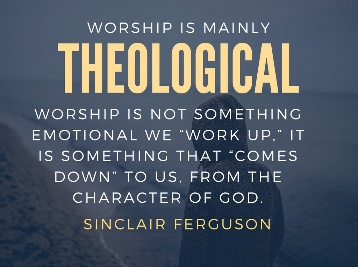 WORSHIP IS MAINLY
THEOLOGICAL
WORSHIP IS NOT SOMETHING
EMOTIONAL WE "WORK UP," IT
IS SOMETHING THAT "COMES
DOWN" TO US, FROM THE
CHARACTER OF GOD.
SINCLAIR FERGUSON